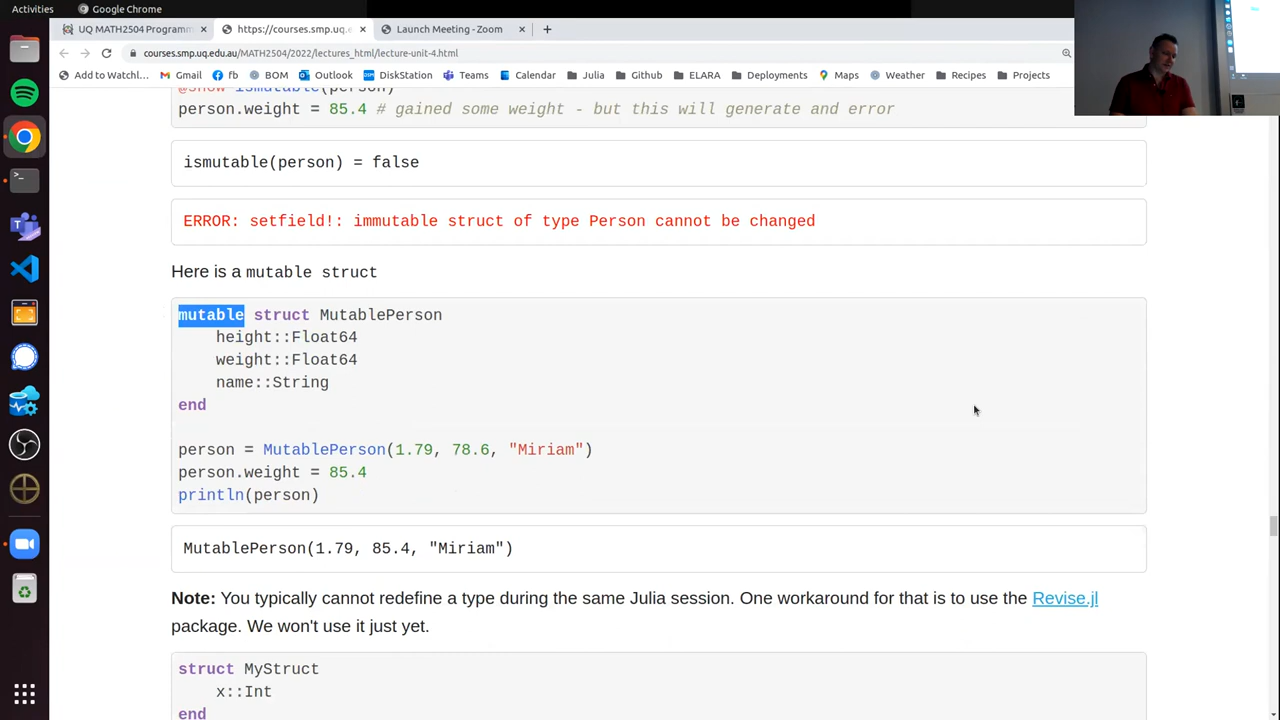 Activities
Google Chrome
UQ MATH2504 Programm
https://courses.smp.uq.e
Launch Meeting - Zoom
courses.smp.uq.edu.au/MATH2504/2022/lectures_html/lecture-unit-4.html
Add to Watchl... Gmail fb BOM Outlook DiskStation Teams Calendar Julia Github ELARA Deployments Maps Weather Recipes Projects
@show ismutable(person)
person.weight = 85.4 # gained some weight - but this will generate and error
ismutable(person) = false
ERROR: setfield!: immutable struct of type Person cannot be changed
Here is a mutable struct
mutable struct MutablePerson
height::Float64
weight::Float64
name::String
end
person = MutablePerson(1.79, 78.6, "Miriam")
person.weight = 85.4
println(person)
MutablePerson(1.79, 85.4, "Miriam")
Note: You typically cannot redefine a type during the same Julia session. One workaround for that is to use the Revise.jl
package. We won't use it just yet.
struct MyStruct
x::Int
end